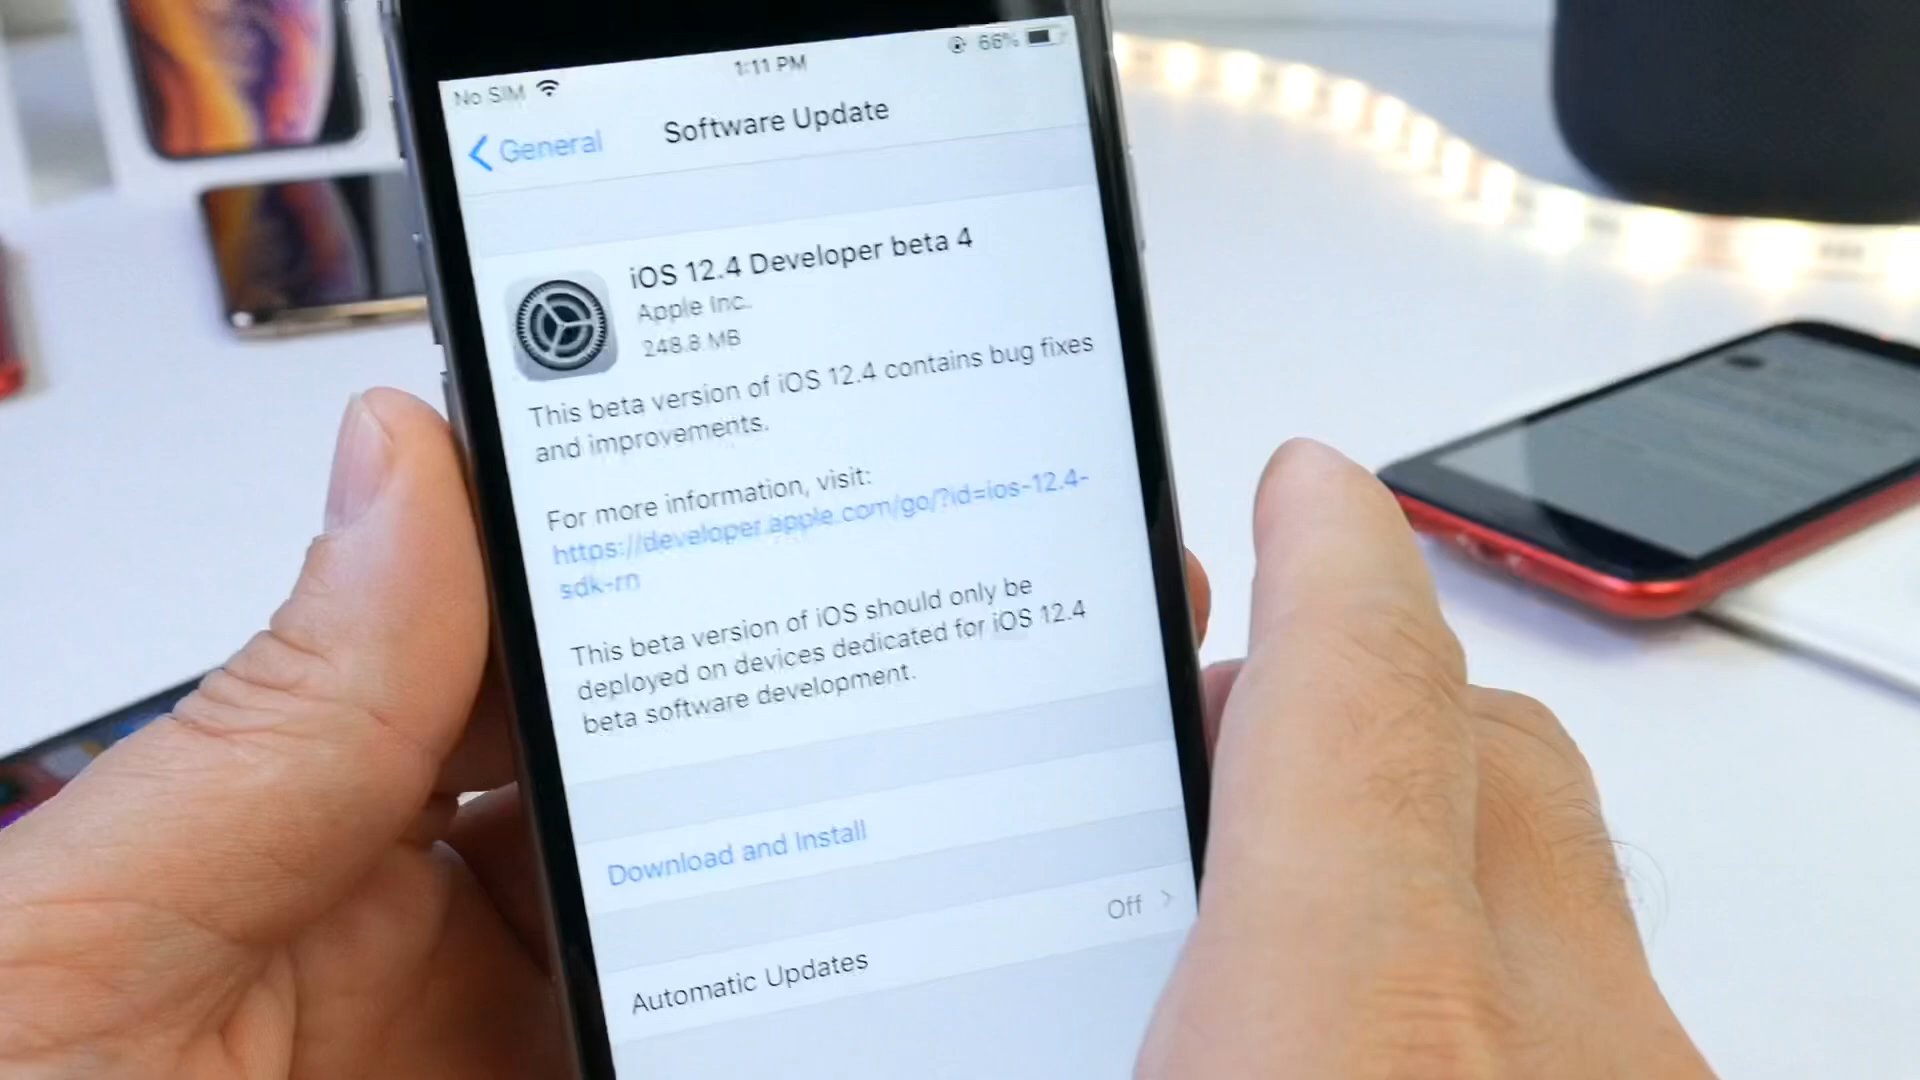 No SIM 1:11 PM 66%
General Software Update
iOS 12.4 Developer beta 4
Apple Inc.
248.8 MB
This beta version of iOS 12.4 contains bug fixes
and improvements.
For more information, visit:
https://developer.apple.com/go/?id=ios-12.4-
sdk-rn
This beta version of iOS should only be
deployed on devices dedicated for iOS 12.4
beta software development.
Download and Install
Automatic Updates Off